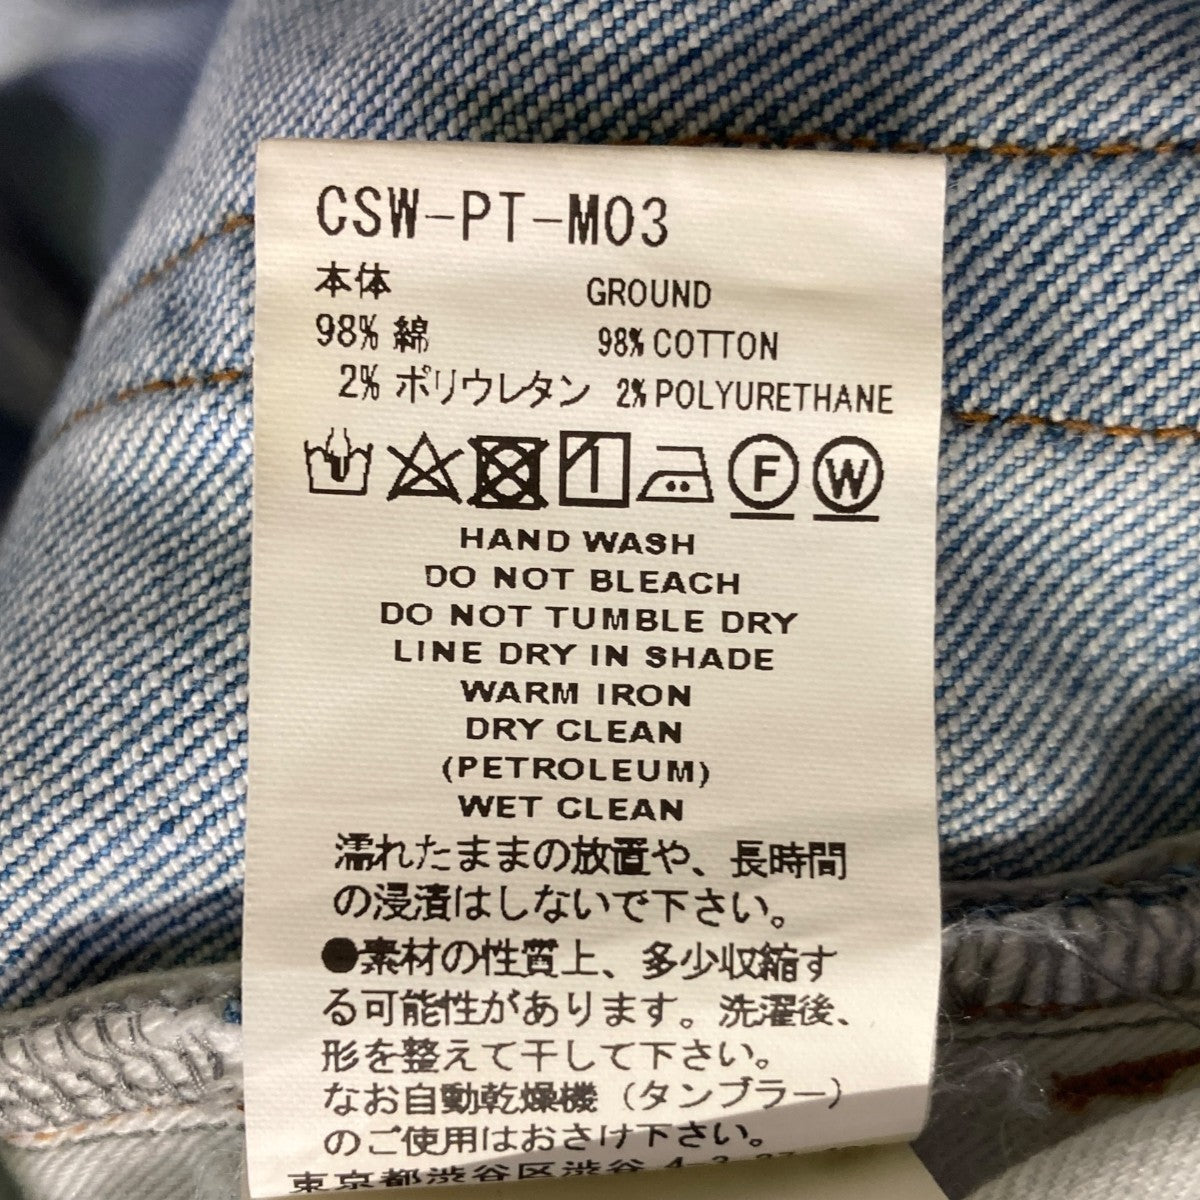 CSW-PT-M03
本体 GROUND
98% 綿 98% COTTON
2% ポリウレタン 2% POLYURETHANE
F W
HAND WASH
DO NOT BLEACH
DO NOT TUMBLE DRY
LINE DRY IN SHADE
WARM IRON
DRY CLEAN
(PETROLEUM)
WET CLEAN
濡れたままの放置や、長時間
の浸漬はしないで下さい。
●素材の性質上、多少収縮す
る可能性があります。洗濯後、
形を整えて干して下さい。
なお自動乾燥機（タンブラー）
のご使用はおさけ下さい。
東京都渋谷区渋谷 4-3-27